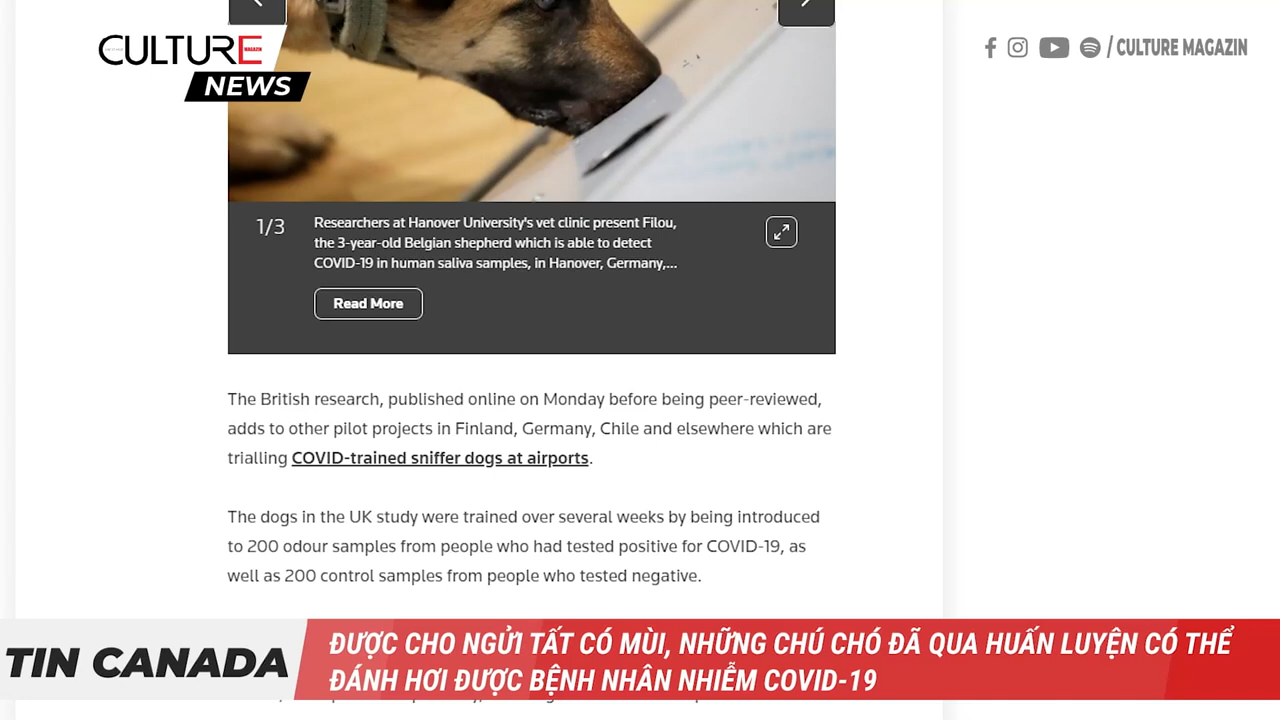 CULTURE
MAGAZIN
NEWS
/ CULTURE MAGAZIN
1/3
Researchers at Hanover University's vet clinic present Filou,
the 3-year-old Belgian shepherd which is able to detect
COVID-19 in human saliva samples, in Hanover, Germany,...
Read More
The British research, published online on Monday before being peer-reviewed,
adds to other pilot projects in Finland, Germany, Chile and elsewhere which are
trialling COVID-trained sniffer dogs at airports.
The dogs in the UK study were trained over several weeks by being introduced
to 200 odour samples from people who had tested positive for COVID-19, as
well as 200 control samples from people who tested negative.
TIN CANADA
ĐƯỢC CHO NGỬI TẤT CÓ MÙI, NHỮNG CHÚ CHÓ ĐÃ QUA HUẤN LUYỆN CÓ THỂ
ĐÁNH HƠI ĐƯỢC BỆNH NHÂN NHIỄM COVID-19